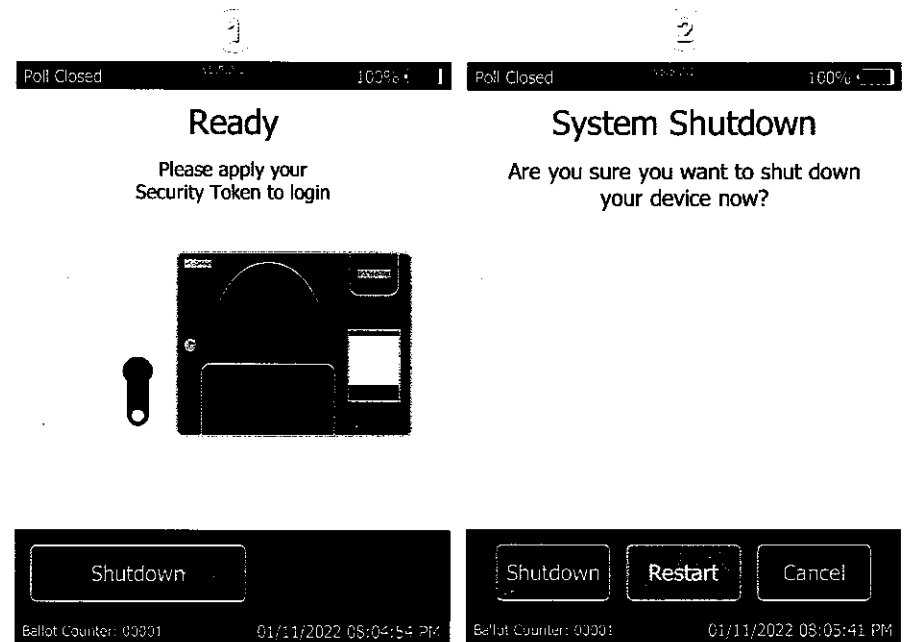 1
Poll Closed
100%
Ready
Please apply your
Security Token to login
Shutdown
Ballot Counter: 00001
01/11/2022 08:04:54 PM
2
Poll Closed
100%
System Shutdown
Are you sure you want to shut down
your device now?
Shutdown
Restart
Cancel
Ballot Counter: 00001
01/11/2022 08:05:41 PM